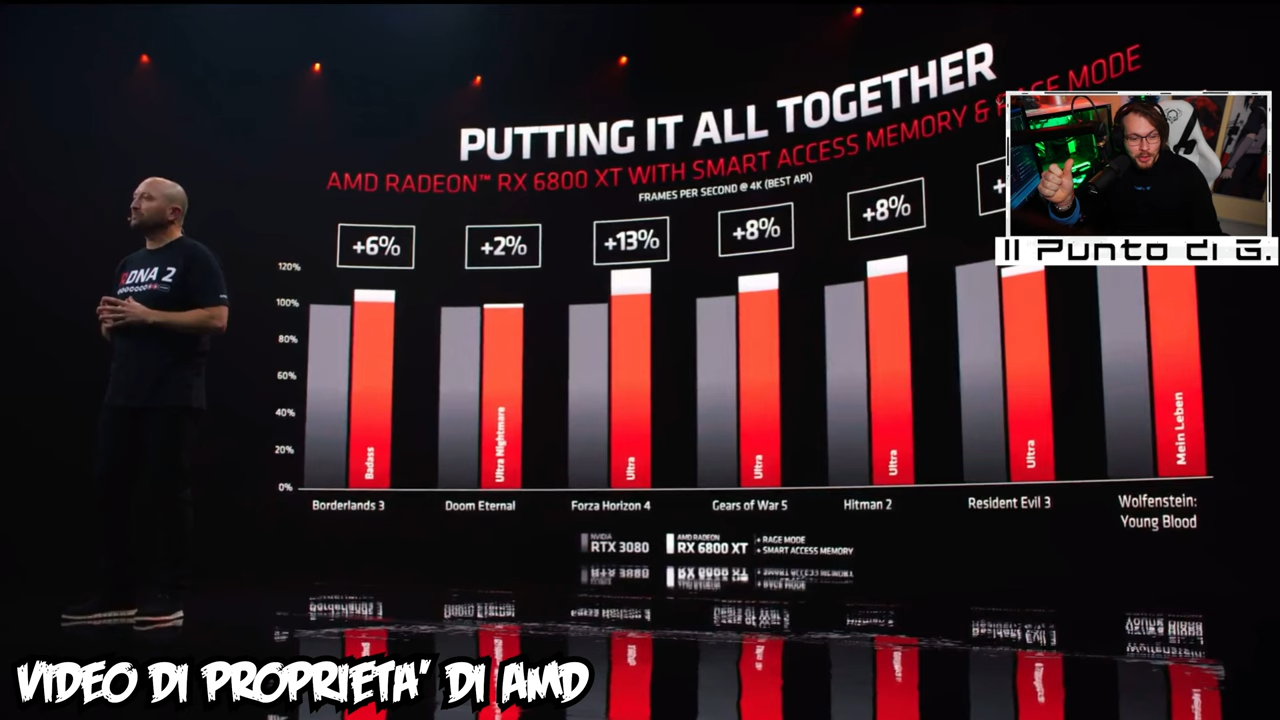 PUTTING IT ALL TOGETHER
AMD RADEON™ RX 6800 XT WITH SMART ACCESS MEMORY & RAGE MODE
FRAMES PER SECOND @ 4K (BEST API)
Il Punto di G.
+6%
+2%
+13%
+8%
+8%
RDNA 2
120%
100%
80%
60%
40%
20%
0%
Badass
Ultra Nightmare
Ultra
Ultra
Ultra
Ultra
Mein Leben
Borderlands 3
Doom Eternal
Forza Horizon 4
Gears of War 5
Hitman 2
Resident Evil 3
Wolfenstein:
Young Blood
NVIDIA
RTX 3080
AMD RADEON
RX 6800 XT
+ RAGE MODE
+ SMART ACCESS MEMORY
VIDEO DI PROPRIETA' DI AMD